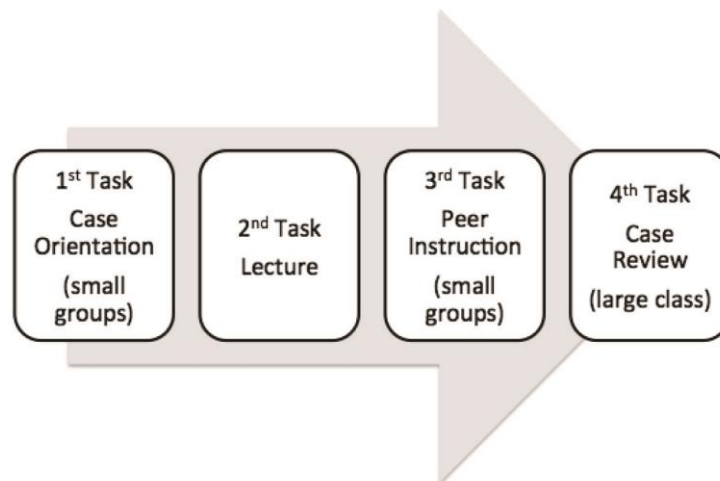 1st Task
Case
Orientation
(small
groups)
2nd Task
Lecture
3rd Task
Peer
Instruction
(small
groups)
4th Task
Case
Review
(large class)